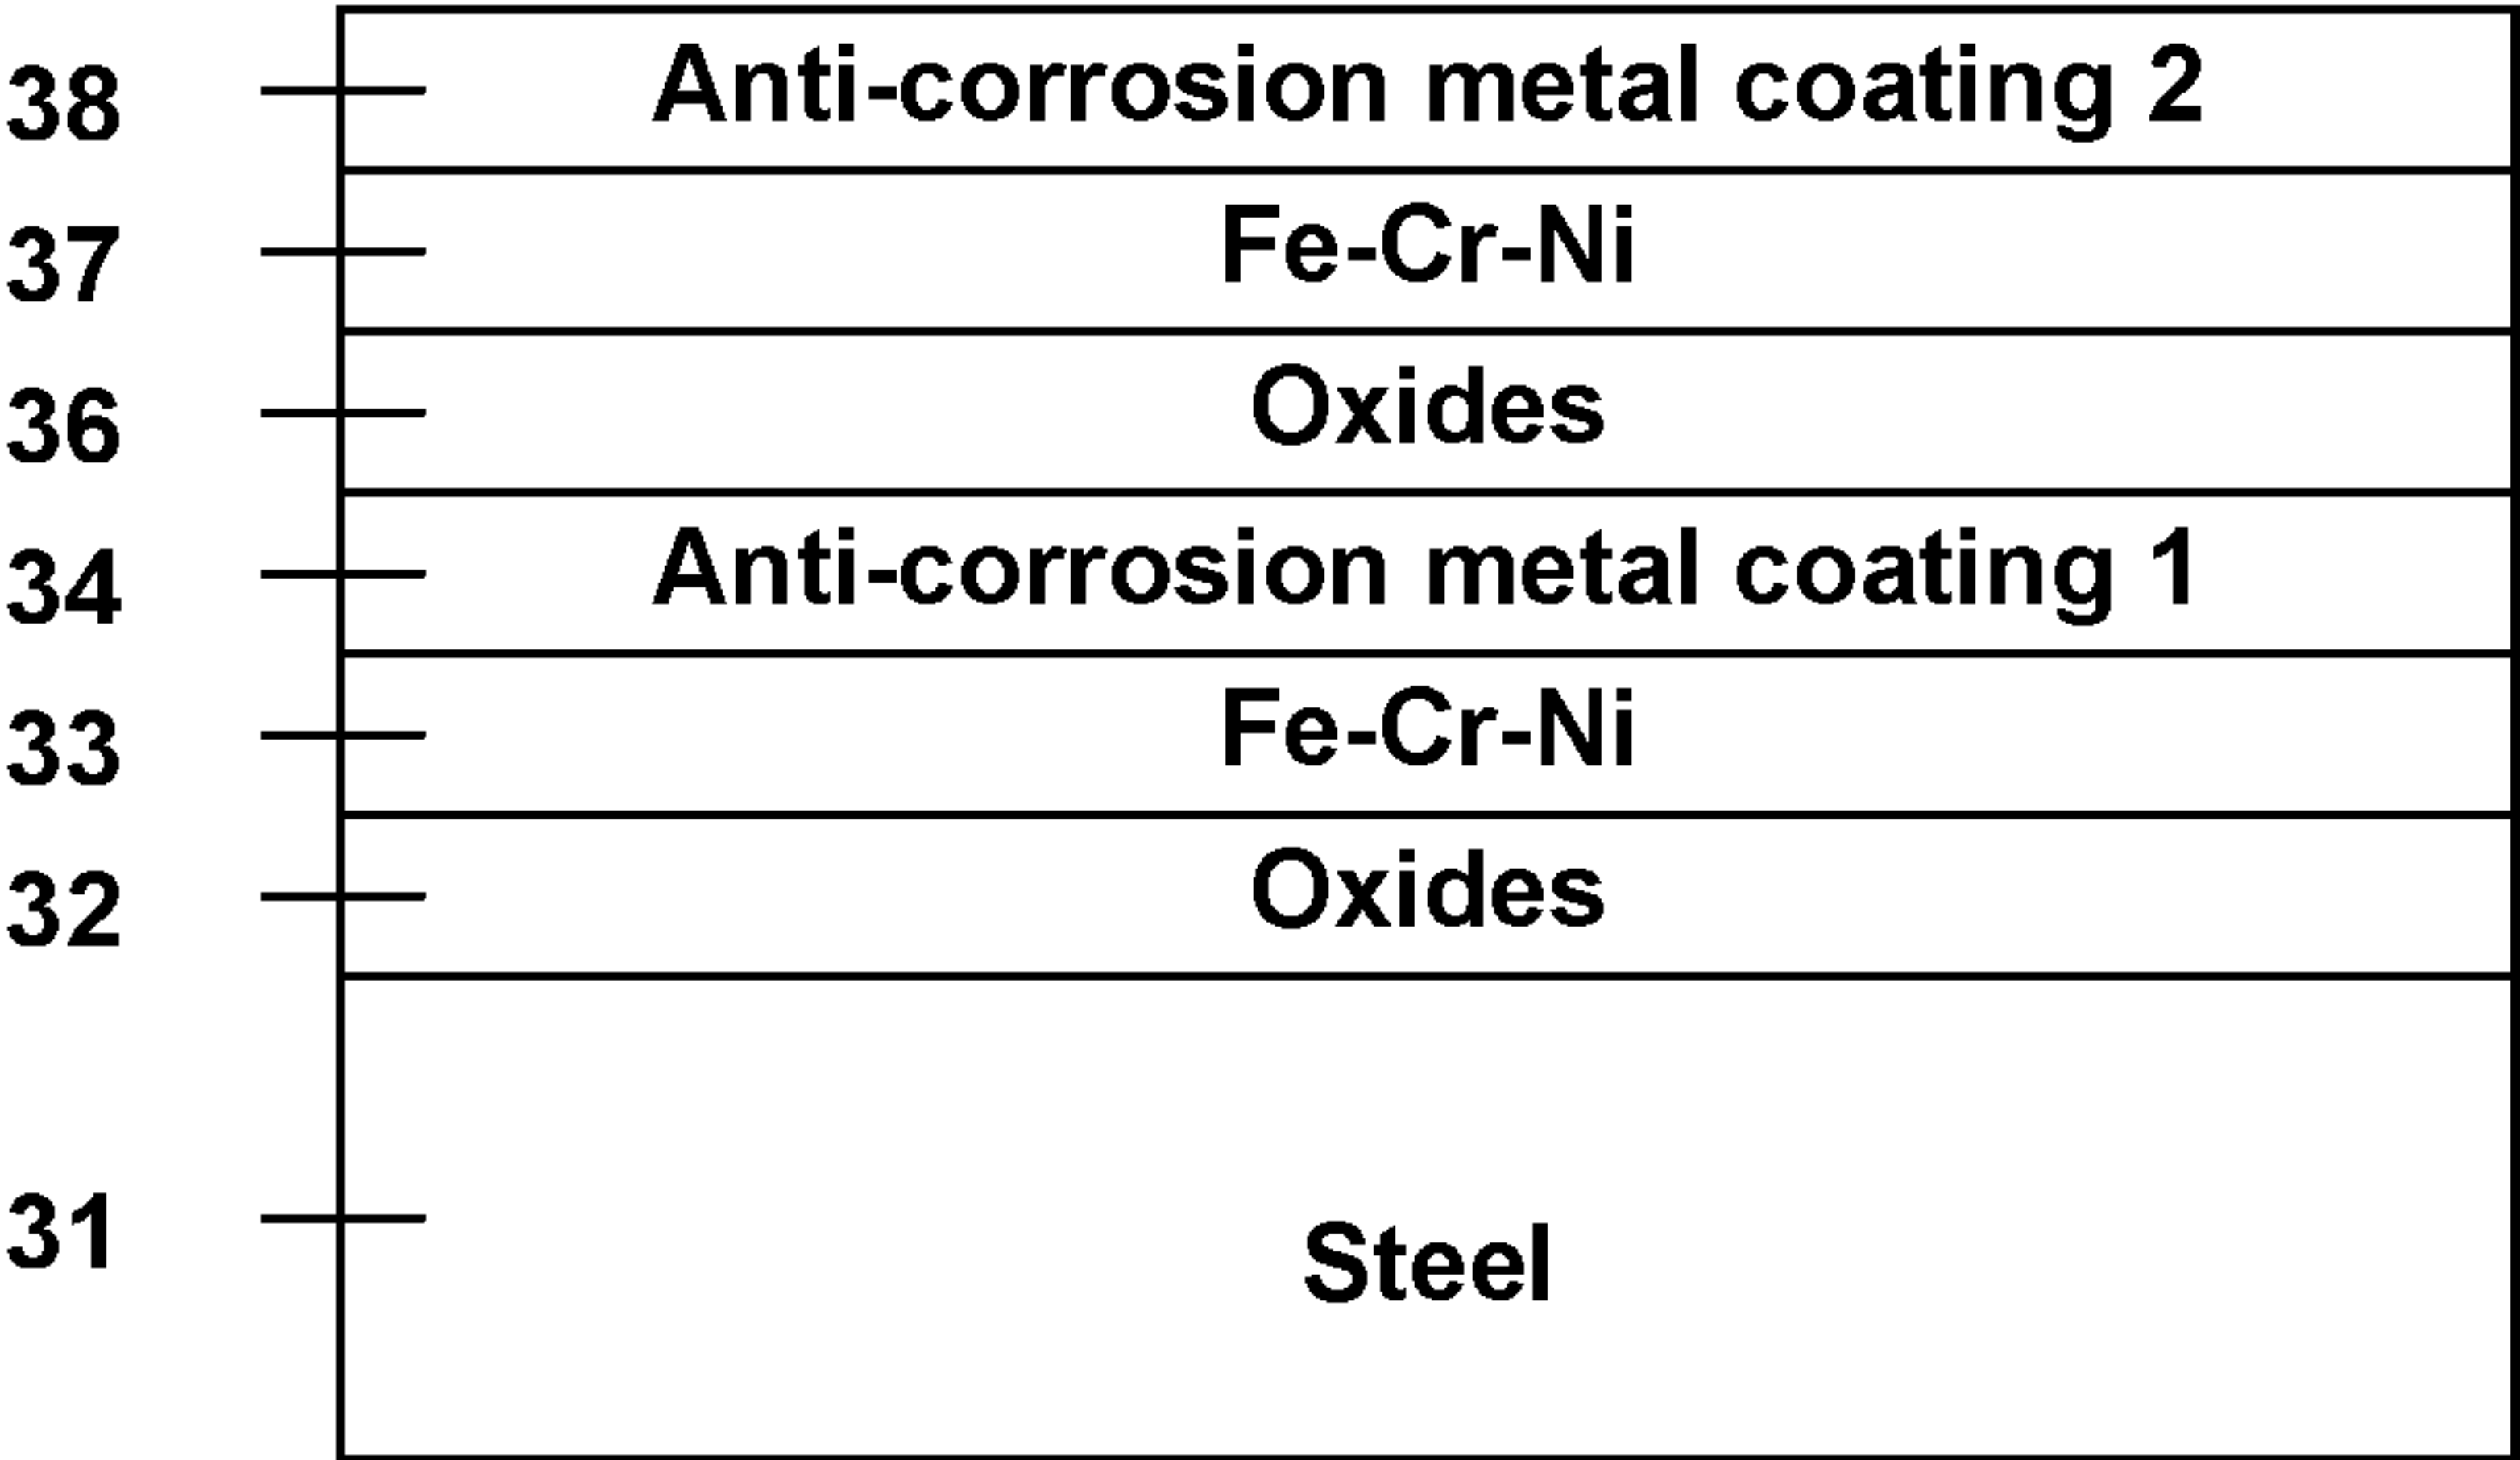 38 Anti-corrosion metal coating 2
37 Fe-Cr-Ni
36 Oxides
34 Anti-corrosion metal coating 1
33 Fe-Cr-Ni
32 Oxides
31 Steel